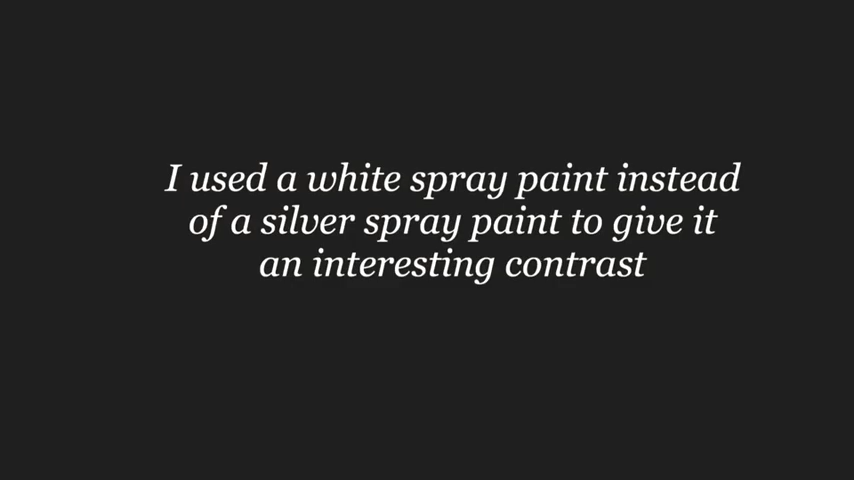 I used a white spray paint instead
of a silver spray paint to give it
an interesting contrast